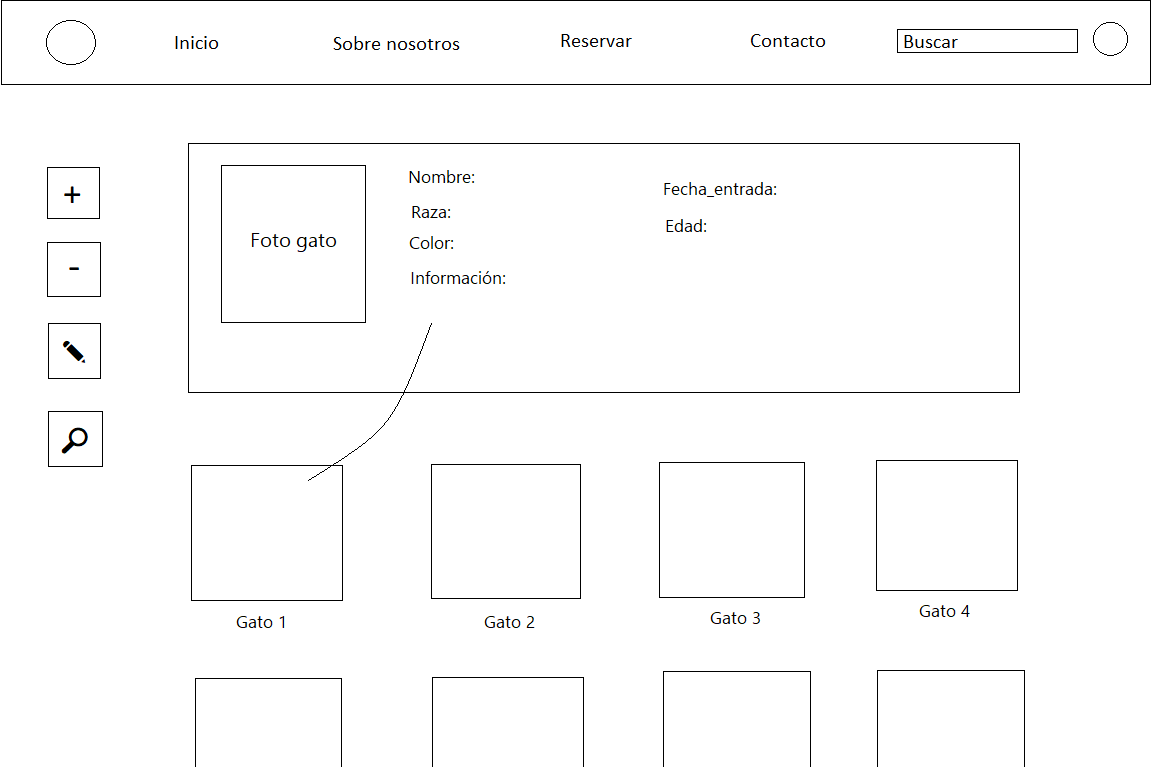 Inicio
Sobre nosotros
Reservar
Contacto
Buscar
+
-
Foto gato
Nombre:
Raza:
Color:
Información:
Fecha_entrada:
Edad:
Gato 1
Gato 2
Gato 3
Gato 4